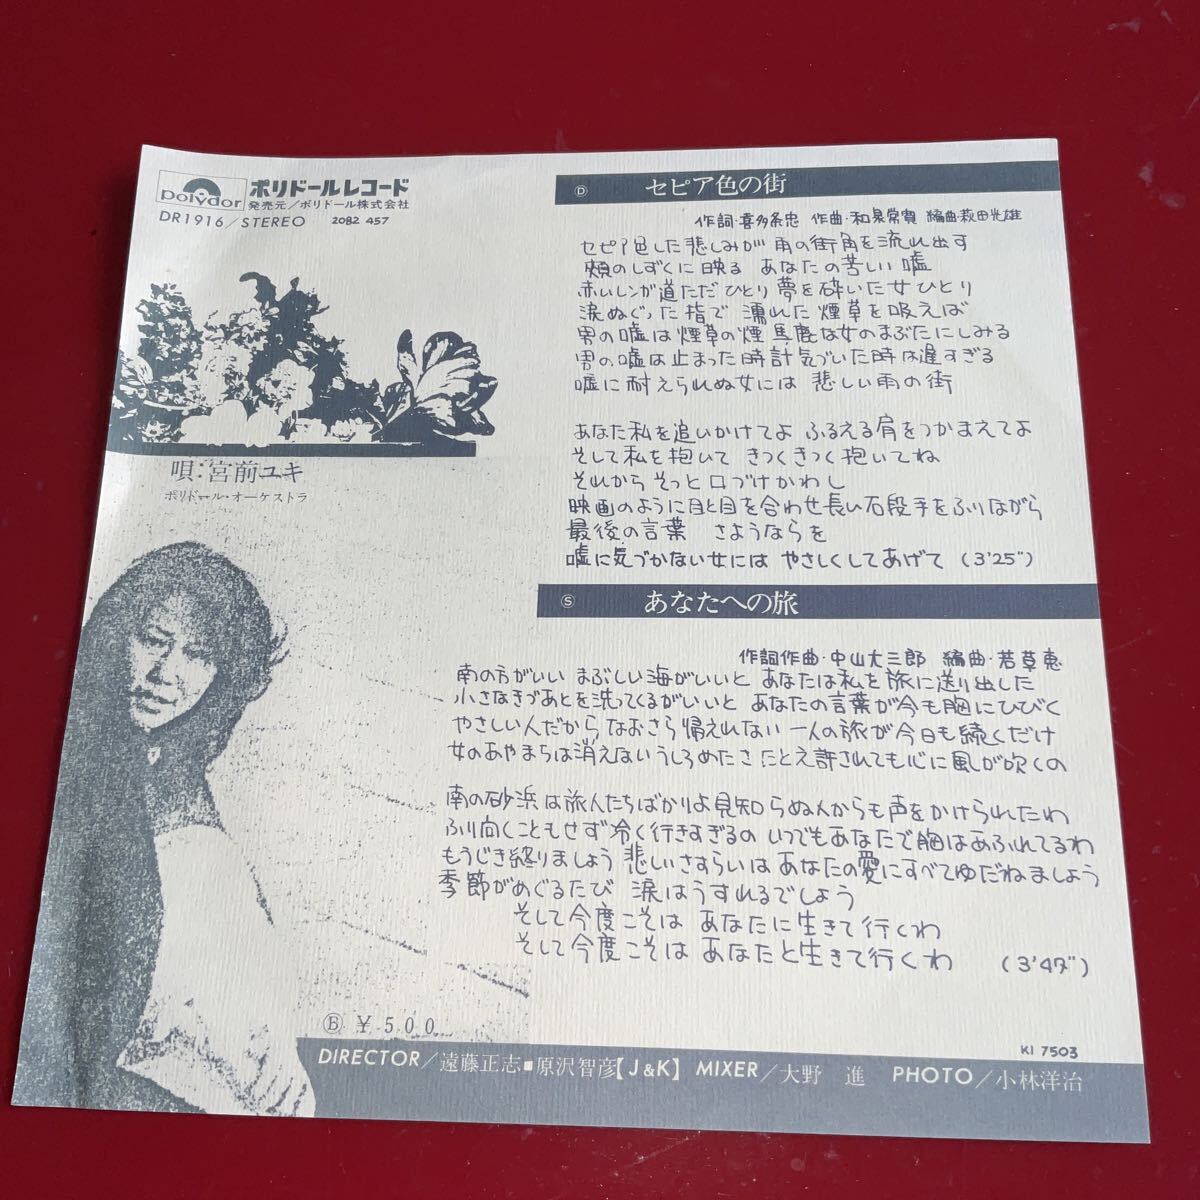 polydor
ポリドールレコード
発売元／ポリドール株式会社
DR1916／STEREO 2082 457
唄：宮前ユキ
ポリドール・オーケストラ
Ⓓ セピア色の街
作詞・喜多条忠 作曲・和泉常寛 編曲・萩田光雄
セピア色した悲しみが 雨の街角を流れ出す
頬のしずくに映る あなたの苦しい嘘
赤いレンガ道ただひとり 夢を砕いた女ひとり
涙ぬぐった指で 濡れた煙草を吸えば
男の嘘は煙草の煙 馬鹿な女のまぶたにしみる
男の嘘は止まった時計 気づいた時は遅すぎる
嘘に耐えられぬ女には 悲しい雨の街
あなた私を追いかけてよ ふるえる肩をつかまえてよ
そして私を抱いて きつくきつく抱いてね
それから そっと口づけかわし
映画のように目と目を合わせ 長い石段手をふりながら
最後の言葉 さようならを
嘘に気づかない女には やさしくしてあげて (3'25")
Ⓢ あなたへの旅
作詞作曲・中山大三郎 編曲・若草恵
南の方がいい まぶしい海がいいと あなたは私を旅に送り出した
小さなきづあとを洗ってくるがいいと あなたの言葉が今も胸にひびく
やさしい人だから なおさら帰えれない 一人の旅が今日も続くだけ
女のあやまちは消えないうしろめたさ たとえ許されても心に風が吹くの
南の砂浜は旅人たちばかりよ 見知らぬ人からも声をかけられたわ
ふり向くこともせず 冷く行きすぎるの いつでもあなたで胸はあふれてるわ
もうじき終りましょう 悲しいさすらいは あなたの愛にすべてゆだねましょう
季節がめぐるたび 涙はうすれるでしょう
そして今度こそは あなたに生きて行くわ
そして今度こそは あなたと生きて行くわ
Ⓑ ¥500
KI 7503
DIRECTOR／遠藤正志■原沢智彦【J&K】 MIXER／大野 進 PHOTO／小林洋治